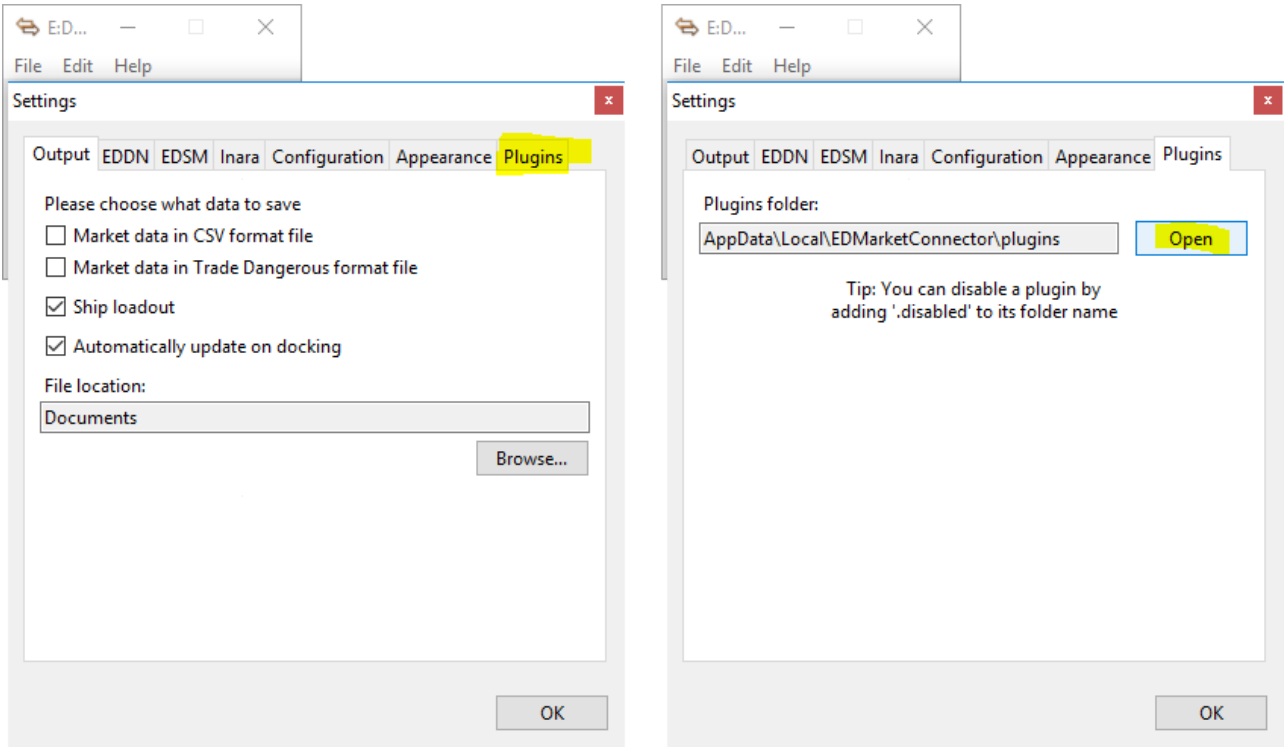 E:D...
File Edit Help
Settings
Output EDDN EDSM Inara Configuration Appearance Plugins
Please choose what data to save
Market data in CSV format file
Market data in Trade Dangerous format file
Ship loadout
Automatically update on docking
File location:
Documents
Browse...
OK
E:D...
File Edit Help
Settings
Output EDDN EDSM Inara Configuration Appearance Plugins
Plugins folder:
AppData\Local\EDMarketConnector\plugins
Open
Tip: You can disable a plugin by
adding '.disabled' to its folder name
OK